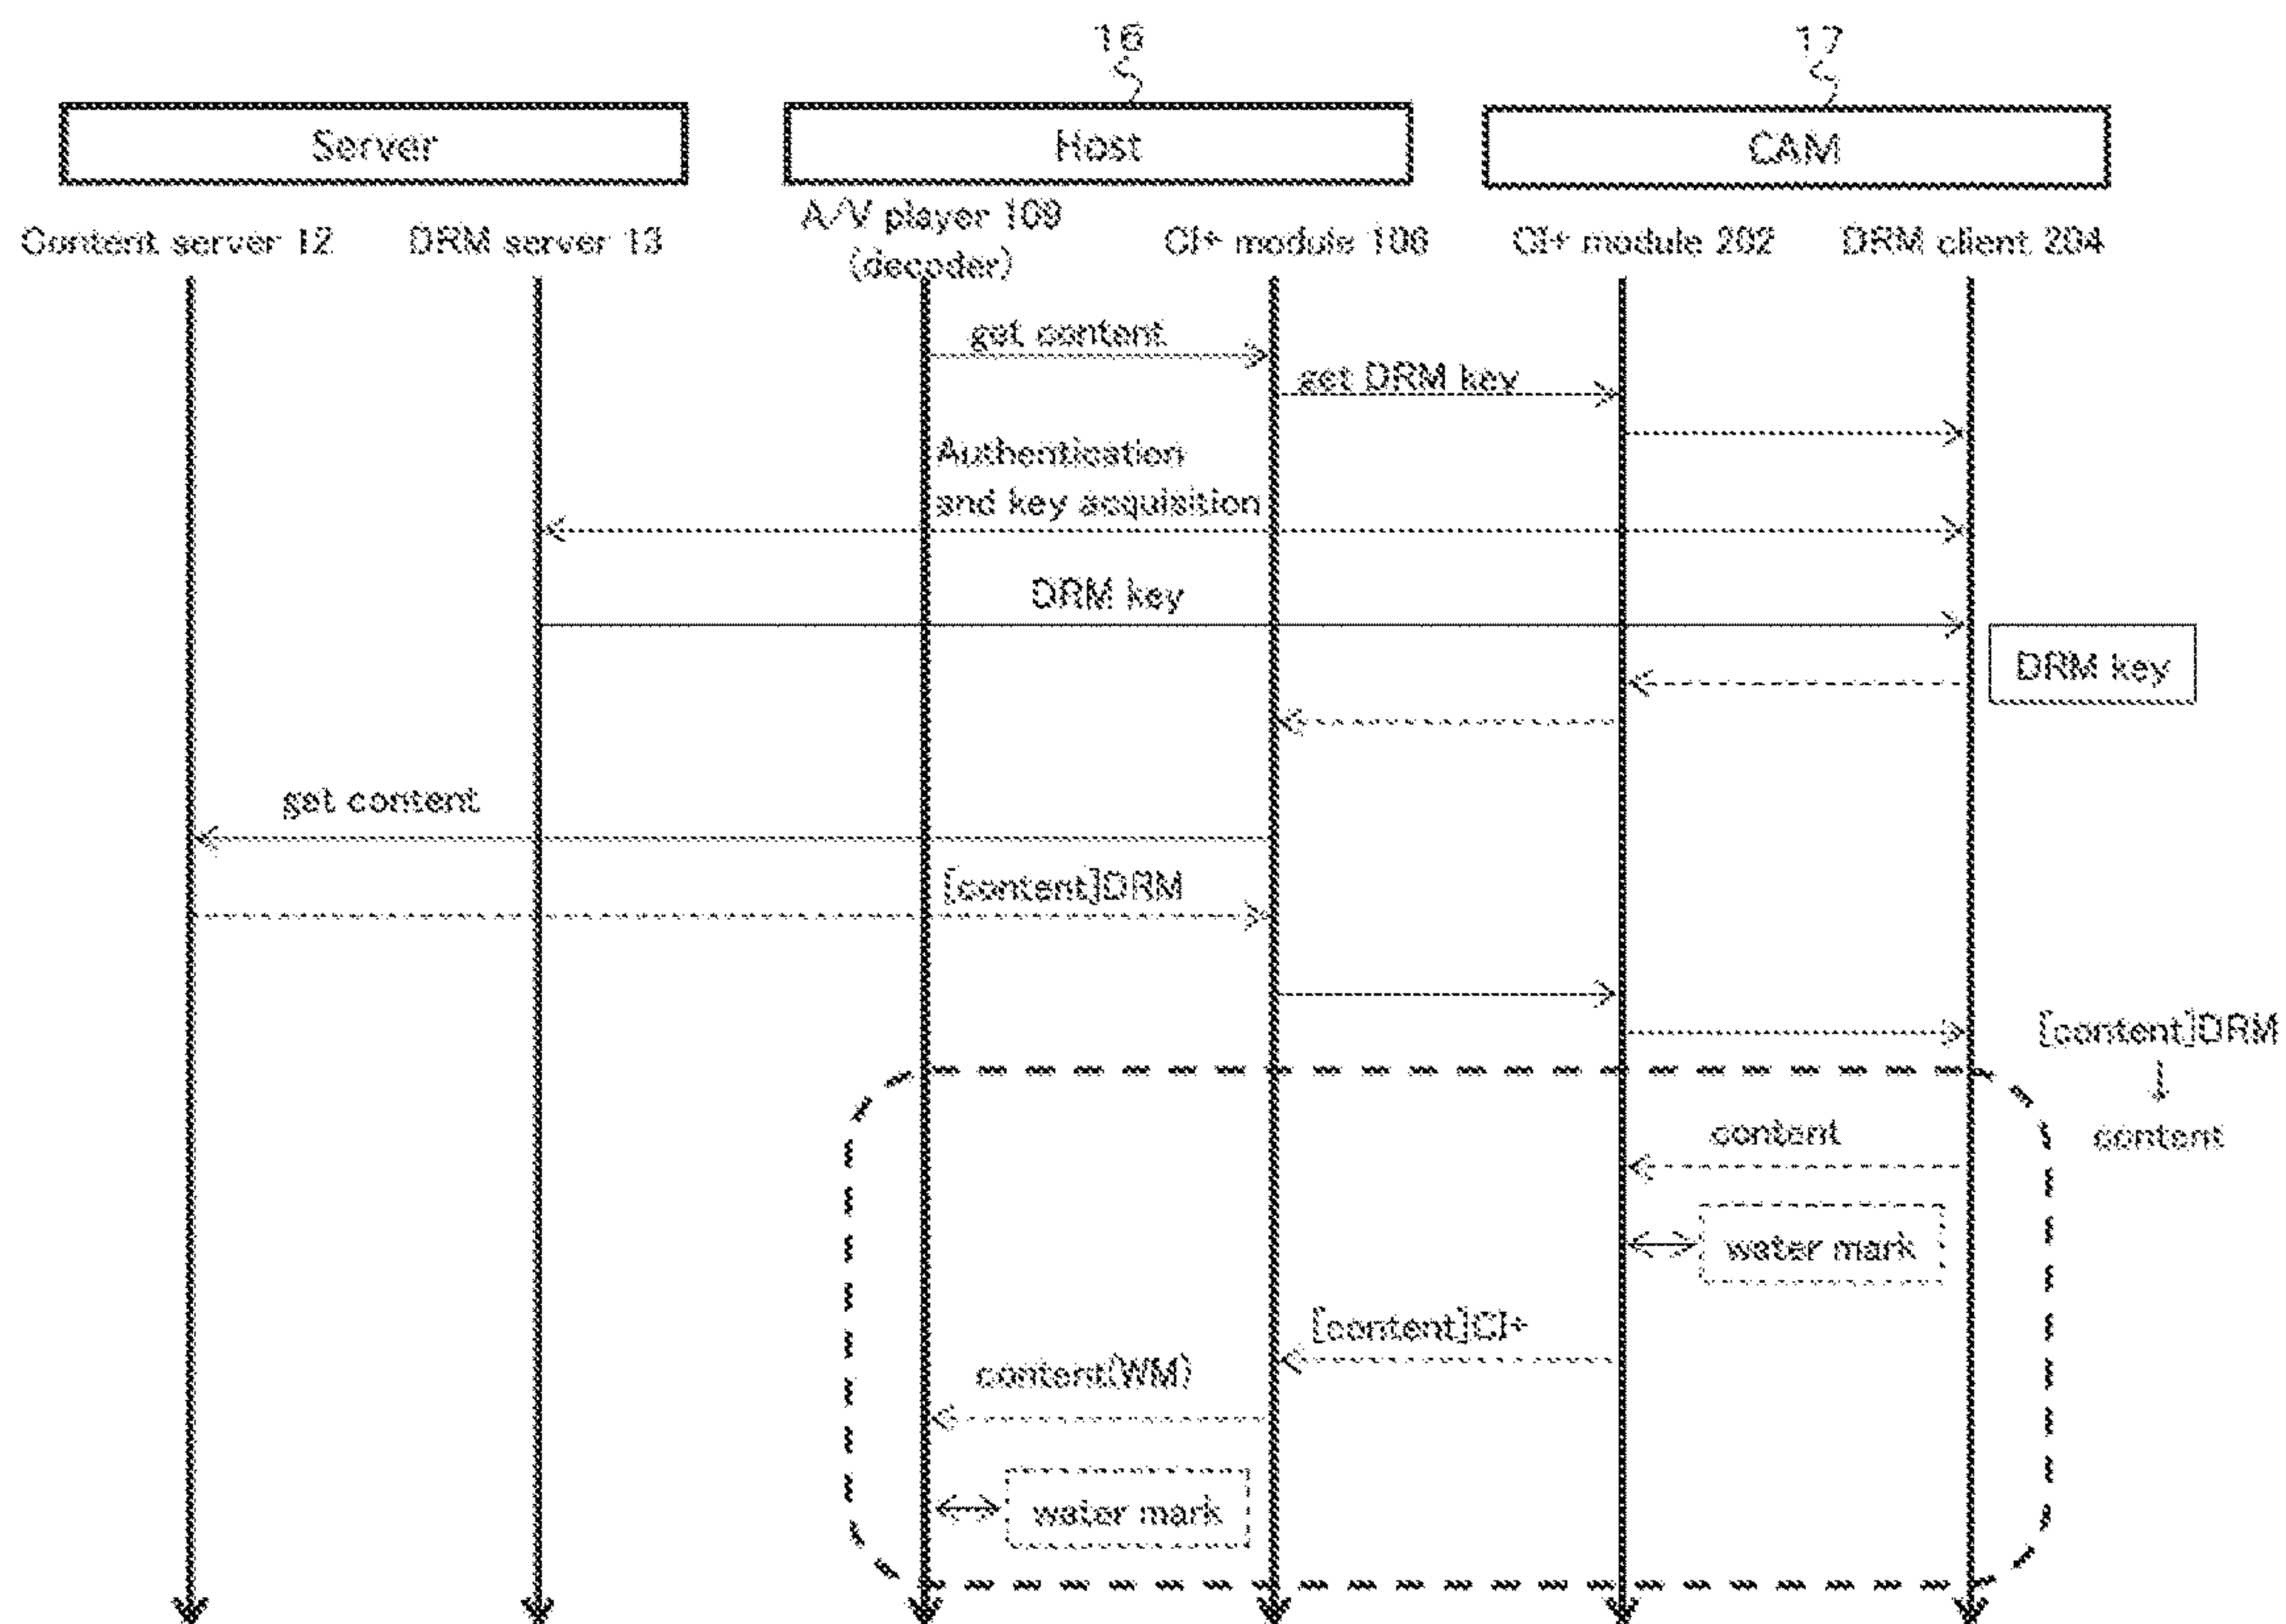 16
17
Server
Host
CAM
Content server 12
DRM server 13
A/V player 109
(decoder)
CI+ module 106
CI+ module 202
DRM client 204
get content
get DRM key
Authentication
and key acquisition
DRM key
DRM key
get content
[content]DRM
[content]DRM
↓
content
content
water mark
[content]CI+
content(WM)
water mark